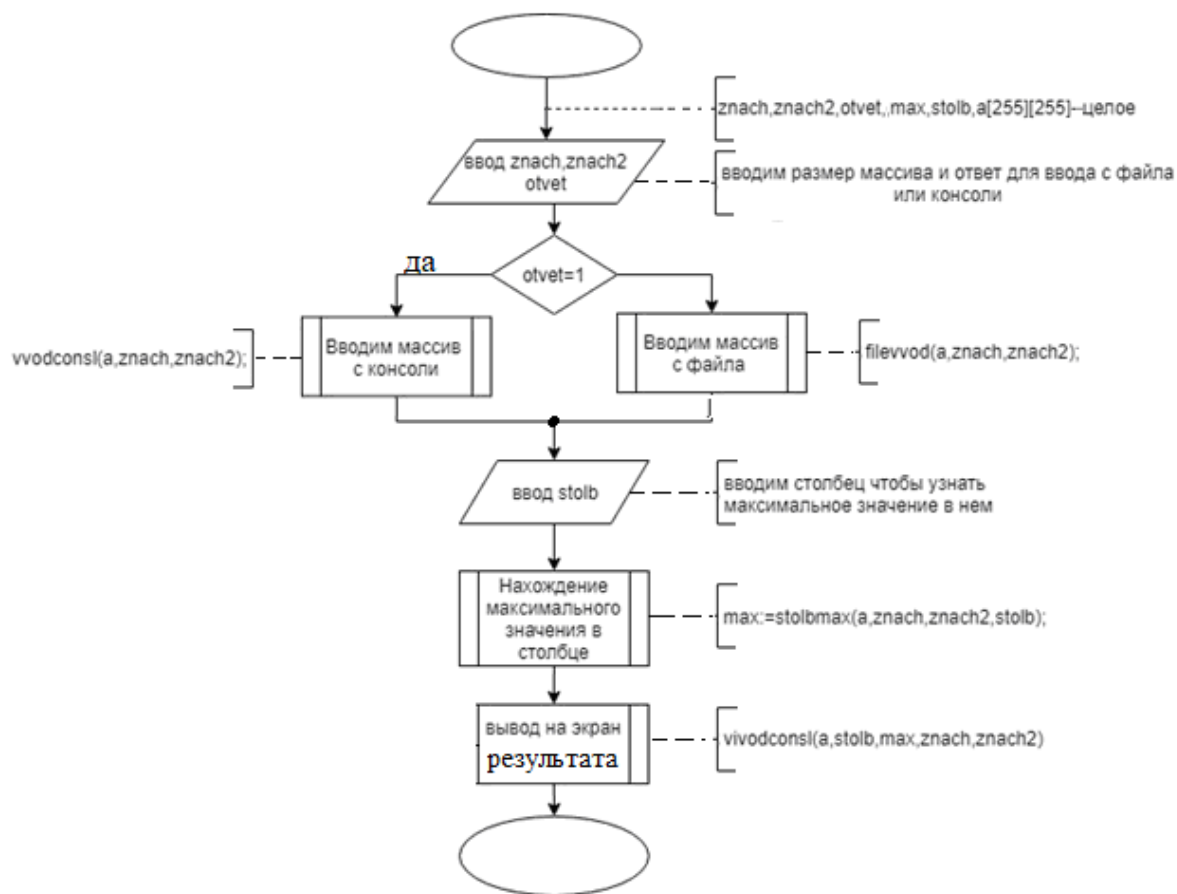 znach,znach2,otvet,,max,stolb,a[255][255]--целое
ввод znach,znach2
otvet
вводим размер массива и ответ для ввода с файла
или консоли
да
otvet=1
vvodconsl(a,znach,znach2);
Вводим массив
с консоли
Вводим массив
с файла
filevvod(a,znach,znach2);
ввод stolb
вводим столбец чтобы узнать
максимальное значение в нем
Нахождение
максимального
значения в
столбце
max:=stolbmax(a,znach,znach2,stolb);
вывод на экран
результата
vivodconsl(a,stolb,max,znach,znach2)